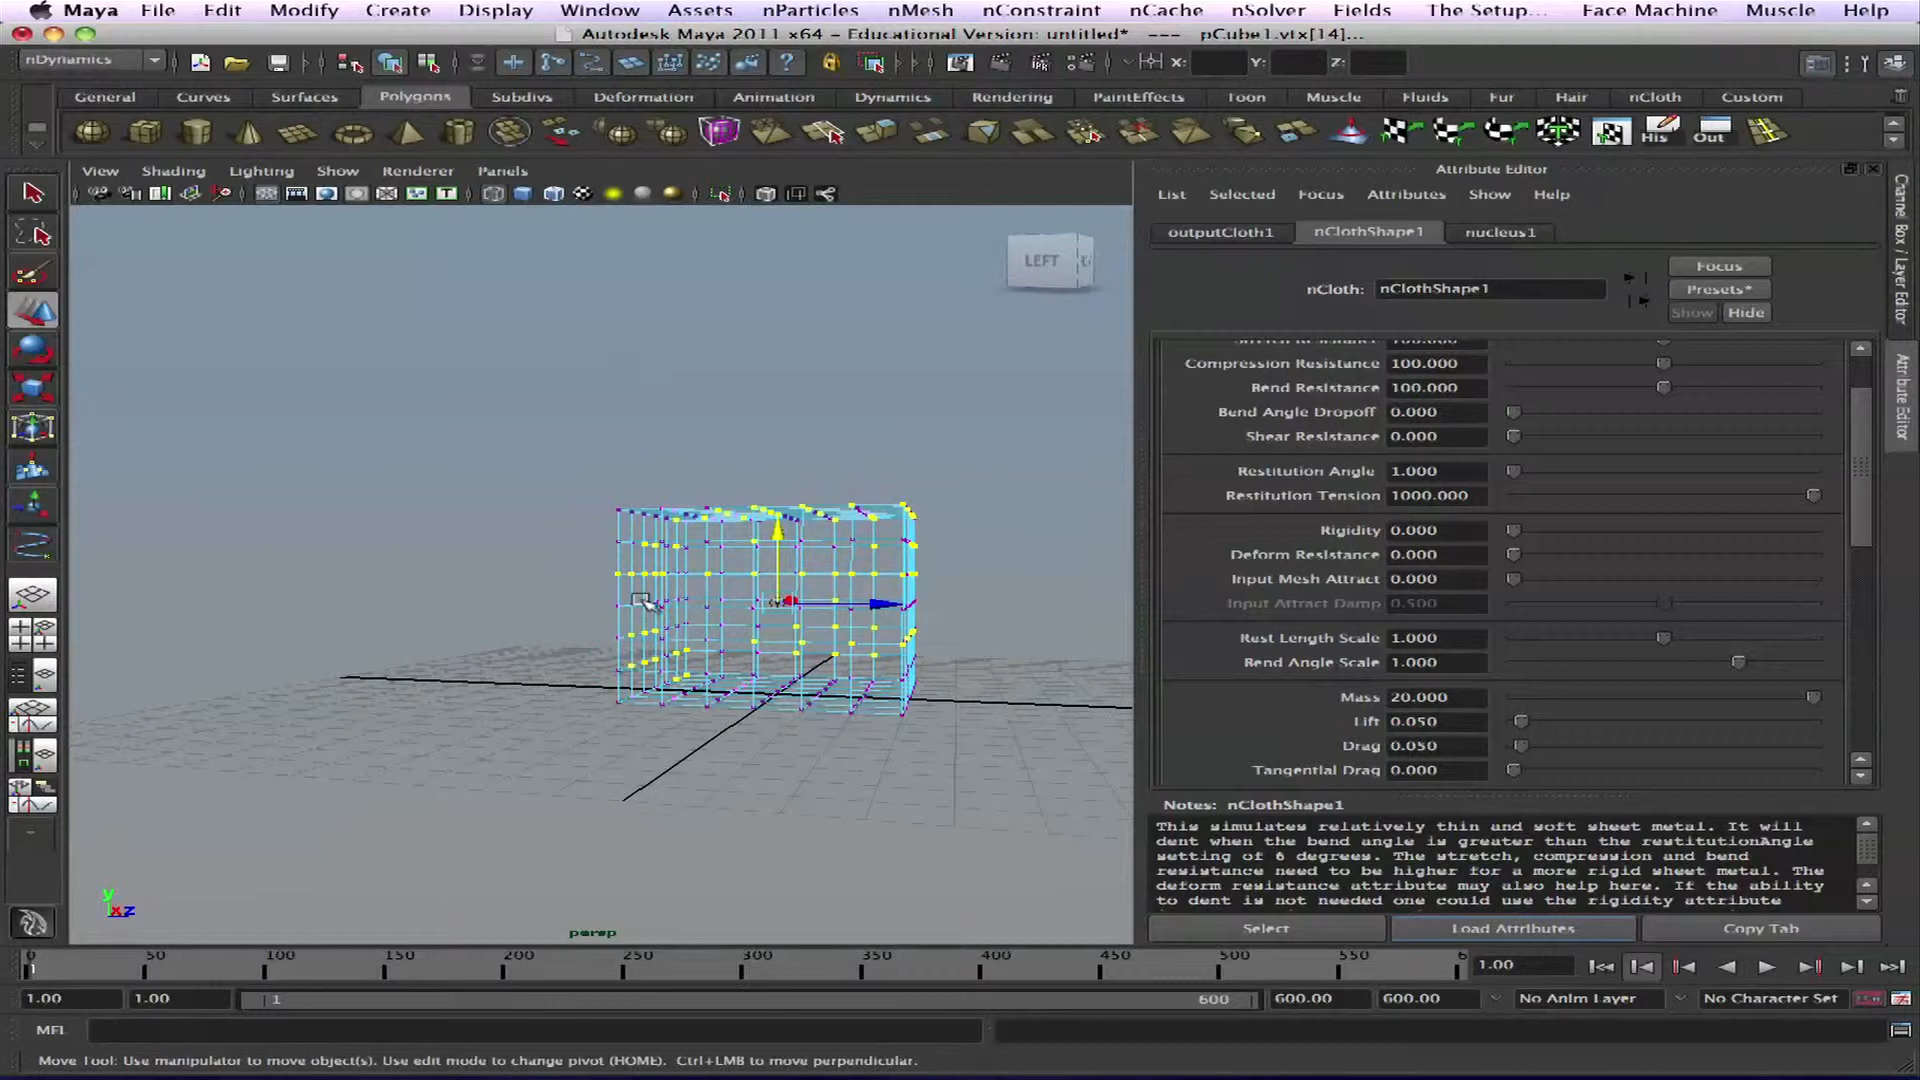 Maya File Edit Modify Create Display Window Assets nParticles nMesh nConstraint nCache nSolver Fields The Setup... Face Machine Muscle Help
Autodesk Maya 2011 x64 - Educational Version: untitled* --- pCube1.vtx[14]...
nDynamics X: Y: Z:
General Curves Surfaces Polygons Subdivs Deformation Animation Dynamics Rendering PaintEffects Toon Muscle Fluids Fur Hair nCloth Custom
His Out
View Shading Lighting Show Renderer Panels
Attribute Editor
List Selected Focus Attributes Show Help
outputCloth1 nClothShape1 nucleus1
LEFT
nCloth: nClothShape1
Focus
Presets*
Show Hide
Channel Box / Layer Editor
Attribute Editor
Compression Resistance 100.000
Bend Resistance 100.000
Bend Angle Dropoff 0.000
Shear Resistance 0.000
Restitution Angle 1.000
Restitution Tension 1000.000
Rigidity 0.000
Deform Resistance 0.000
Input Mesh Attract 0.000
Input Attract Damp 0.500
Rest Length Scale 1.000
Bend Angle Scale 1.000
Mass 20.000
Lift 0.050
Drag 0.050
Tangential Drag 0.000
Notes: nClothShape1
This simulates relatively thin and soft sheet metal. It will
dent when the bend angle is greater than the restitutionAngle
setting of 6 degrees. The stretch, compression and bend
resistance need to be higher for a more rigid sheet metal. The
deform resistance attribute may also help here. If the ability
to dent is not needed one could use the rigidity attribute
Select Load Attributes Copy Tab
y
x z
persp
0 50 100 150 200 250 300 350 400 450 500 550 6
1 1.00
1.00 1.00 1 600 600.00 600.00 No Anim Layer No Character Set
MEL
Move Tool: Use manipulator to move object(s). Use edit mode to change pivot (HOME). Ctrl+LMB to move perpendicular.